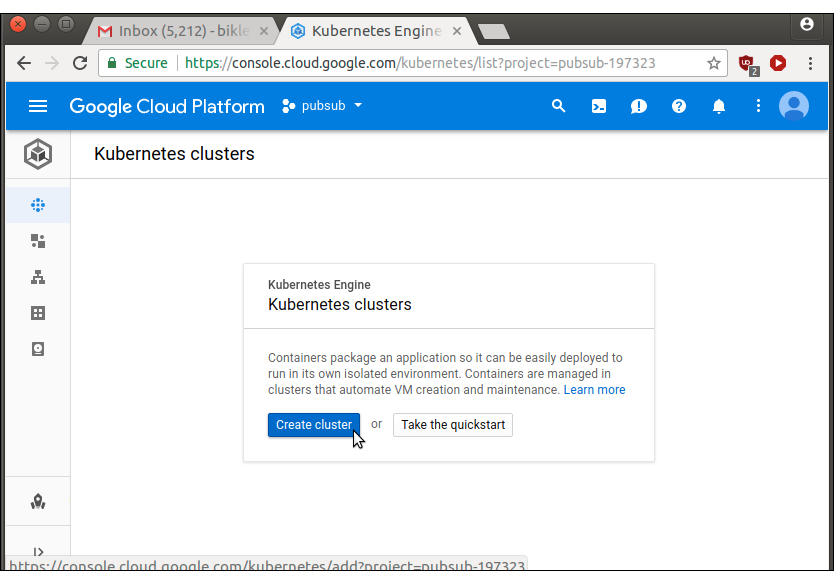 Inbox (5,212) - bikle
Kubernetes Engine
Secure
https://console.cloud.google.com/kubernetes/list?project=pubsub-197323
2
Google Cloud Platform
pubsub
Kubernetes clusters
Kubernetes Engine
Kubernetes clusters
Containers package an application so it can be easily deployed to
run in its own isolated environment. Containers are managed in
clusters that automate VM creation and maintenance. Learn more
Create cluster
or
Take the quickstart
https://console.cloud.google.com/kubernetes/add?project=pubsub-197323